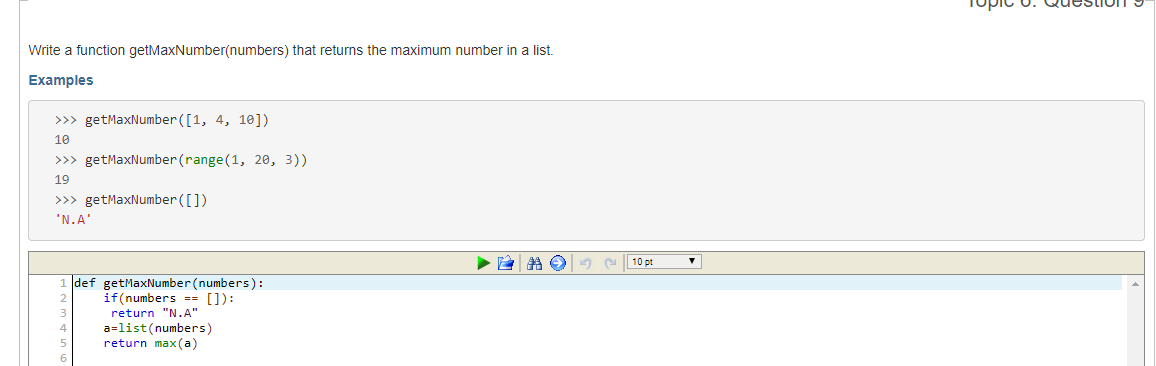 Topic 6: Question 9
Write a function getMaxNumber(numbers) that returns the maximum number in a list.
Examples
>>> getMaxNumber([1, 4, 10])
10
>>> getMaxNumber(range(1, 20, 3))
19
>>> getMaxNumber([])
'N.A'
10 pt
1 def getMaxNumber(numbers):
2     if(numbers == []):
3      return "N.A"
4     a=list(numbers)
5     return max(a)
6